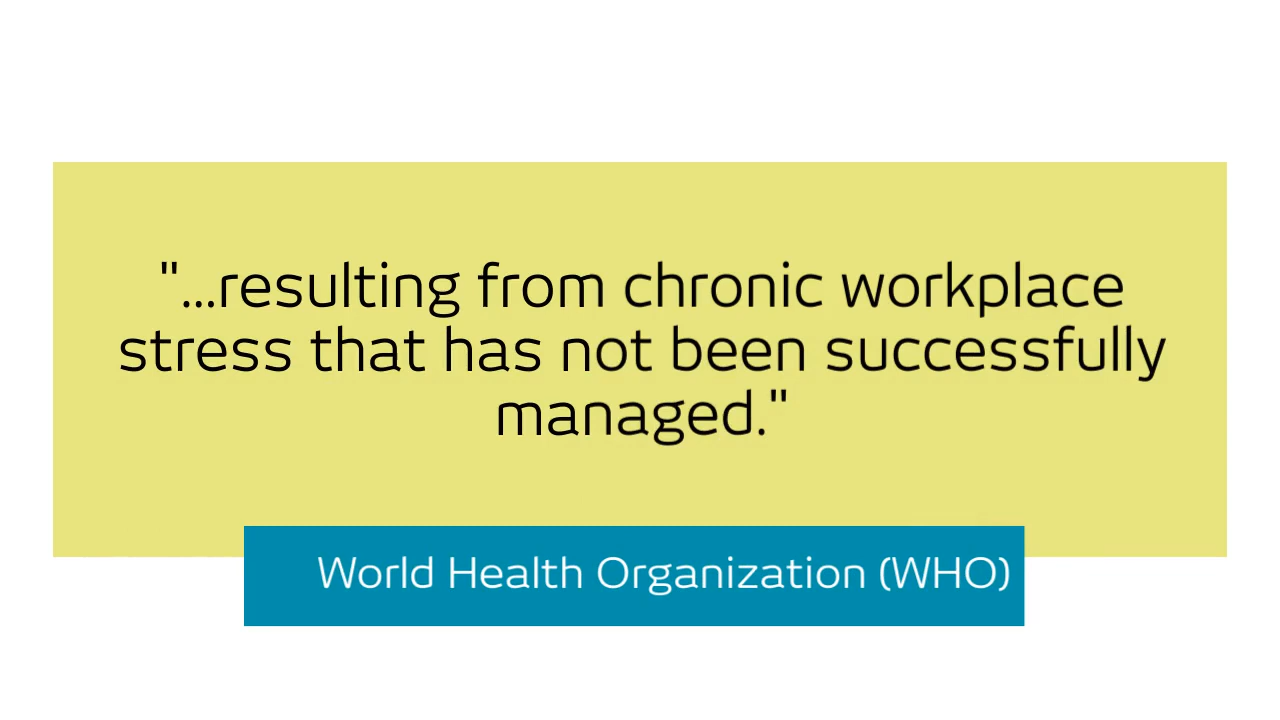 "...resulting from chronic workplace
stress that has not been successfully
managed."
World Health Organization (WHO)